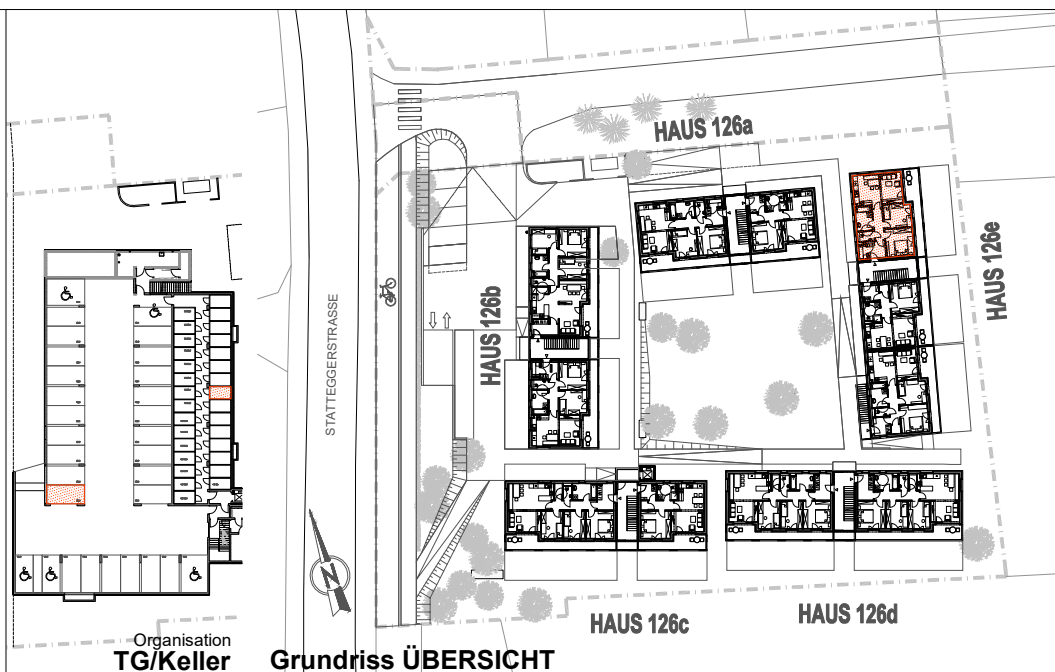 HAUS 126a
HAUS 126b
HAUS 126e
STATTEGGERSTRASSE
N
HAUS 126c
HAUS 126d
Organisation
TG/Keller
Grundriss ÜBERSICHT